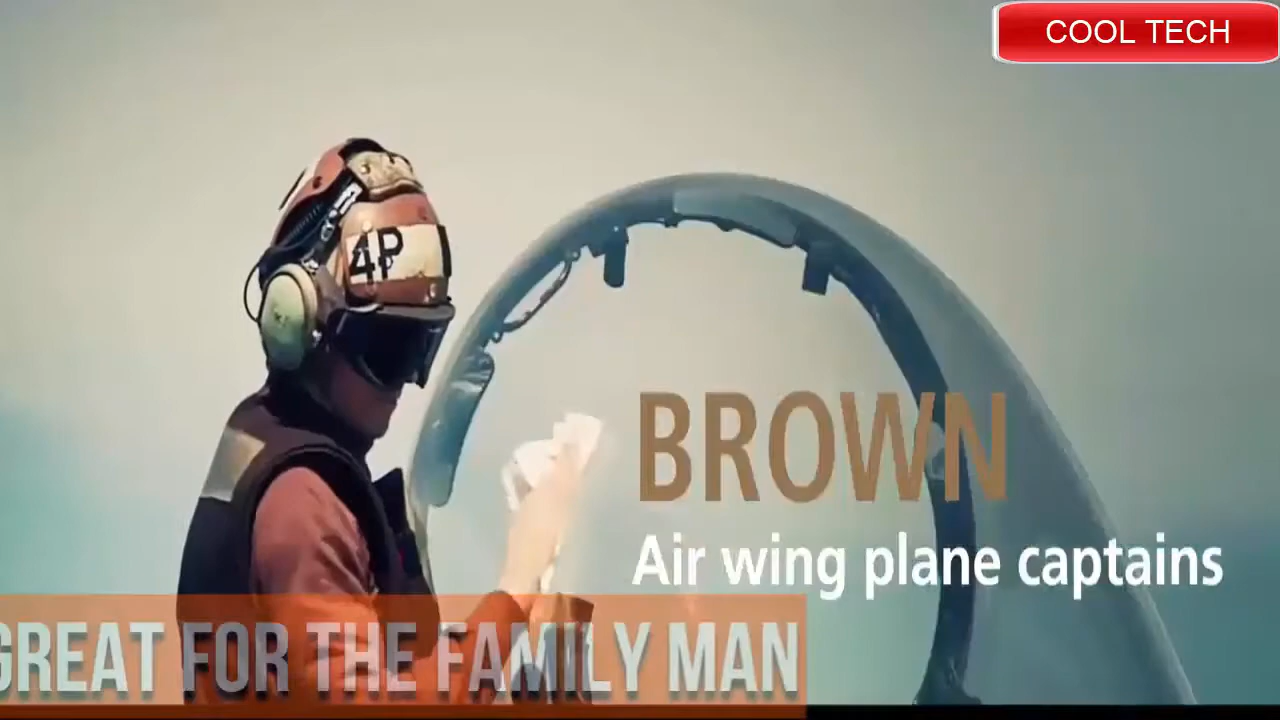 COOL TECH
4P
BROWN
Air wing plane captains
GREAT FOR THE FAMILY MAN